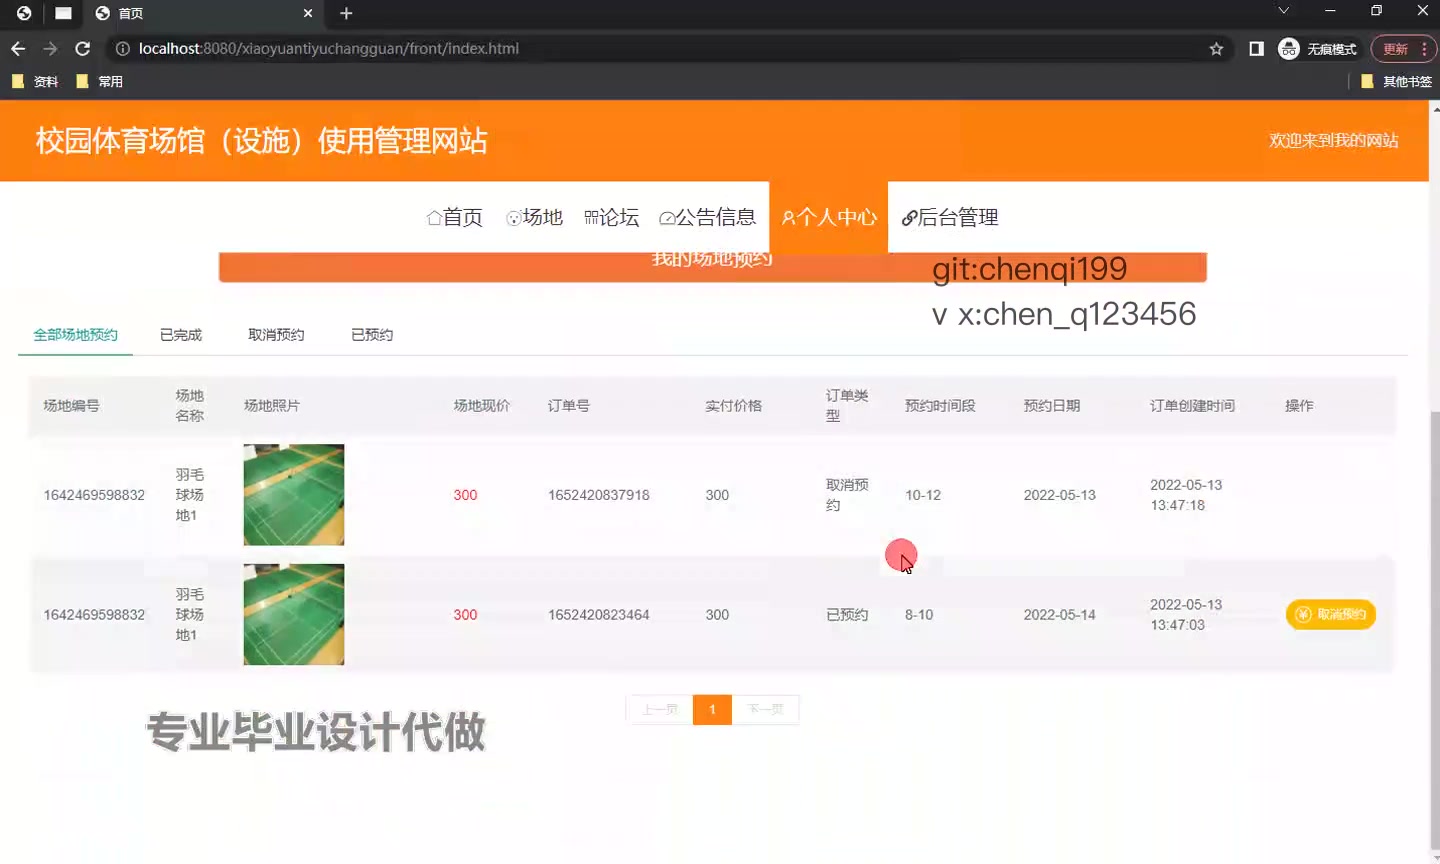 首页
localhost:8080/xiaoyuantiyuchangguan/front/index.html
无痕模式
更新
资料
常用
其他书签
校园体育场馆（设施）使用管理网站
欢迎来到我的网站
首页
场地
论坛
公告信息
个人中心
后台管理
我的场地预约
git:chenqi199
v x:chen_q123456
全部场地预约
已完成
取消预约
已预约
场地编号
场地
名称
场地照片
场地现价
订单号
实付价格
订单类
型
预约时间段
预约日期
订单创建时间
操作
1642469598832
羽毛
球场
地1
300
1652420837918
300
取消预
约
10-12
2022-05-13
2022-05-13
13:47:18
1642469598832
羽毛
球场
地1
300
1652420823464
300
已预约
8-10
2022-05-14
2022-05-13
13:47:03
取消预约
上一页
1
下一页
专业毕业设计代做